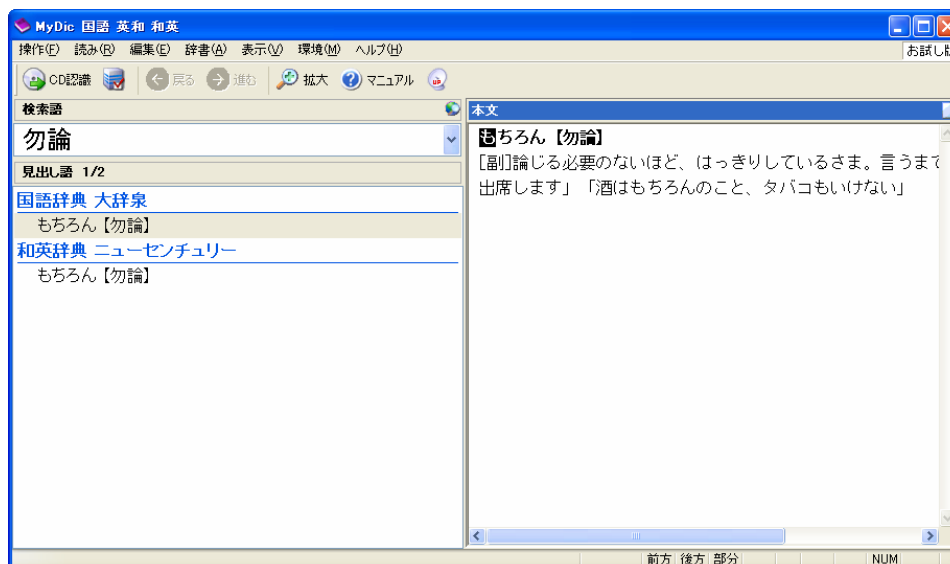 MyDic 国語 英和 和英
操作(F) 読み(R) 編集(E) 辞書(A) 表示(V) 環境(M) ヘルプ(H)
お試し版
CD認識 戻る 進む 拡大 マニュアル
検索語
勿論
見出し語 1/2
国語辞典 大辞泉
もちろん【勿論】
和英辞典 ニューセンチュリー
もちろん【勿論】
本文
もちろん【勿論】
[副]論じる必要のないほど、はっきりしているさま。言うまで
出席します」「酒はもちろんのこと、タバコもいけない」
前方 後方 部分 NUM